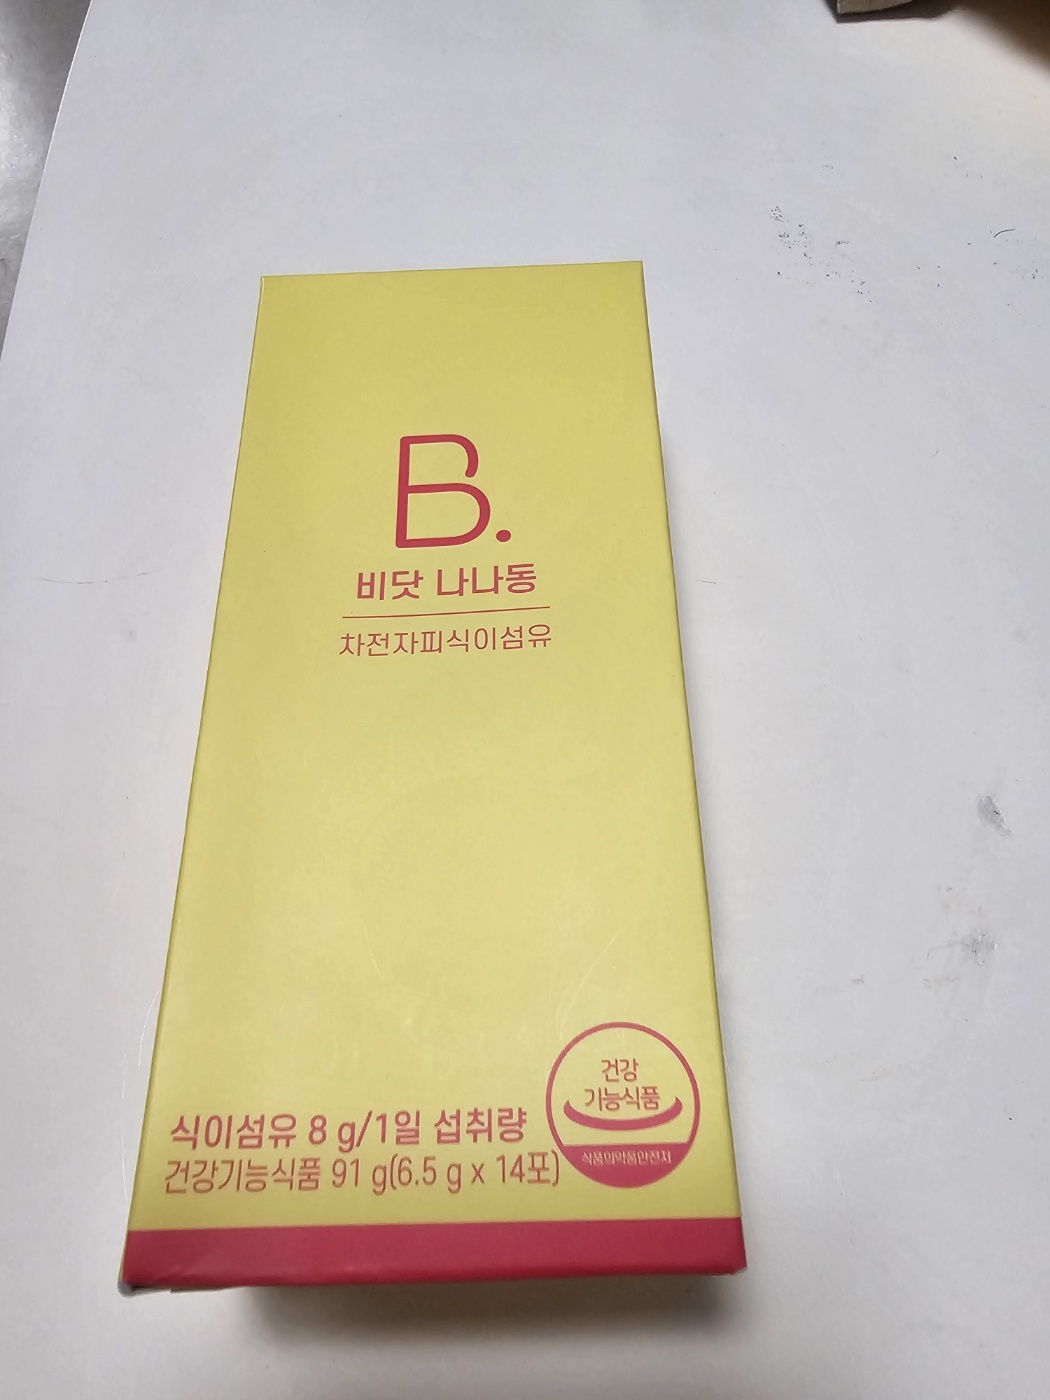 B.
비닷 나나동
차전자피식이섬유
건강
기능식품
식품의약품안전처
식이섬유 8 g/1일 섭취량
건강기능식품 91 g(6.5 g x 14포)